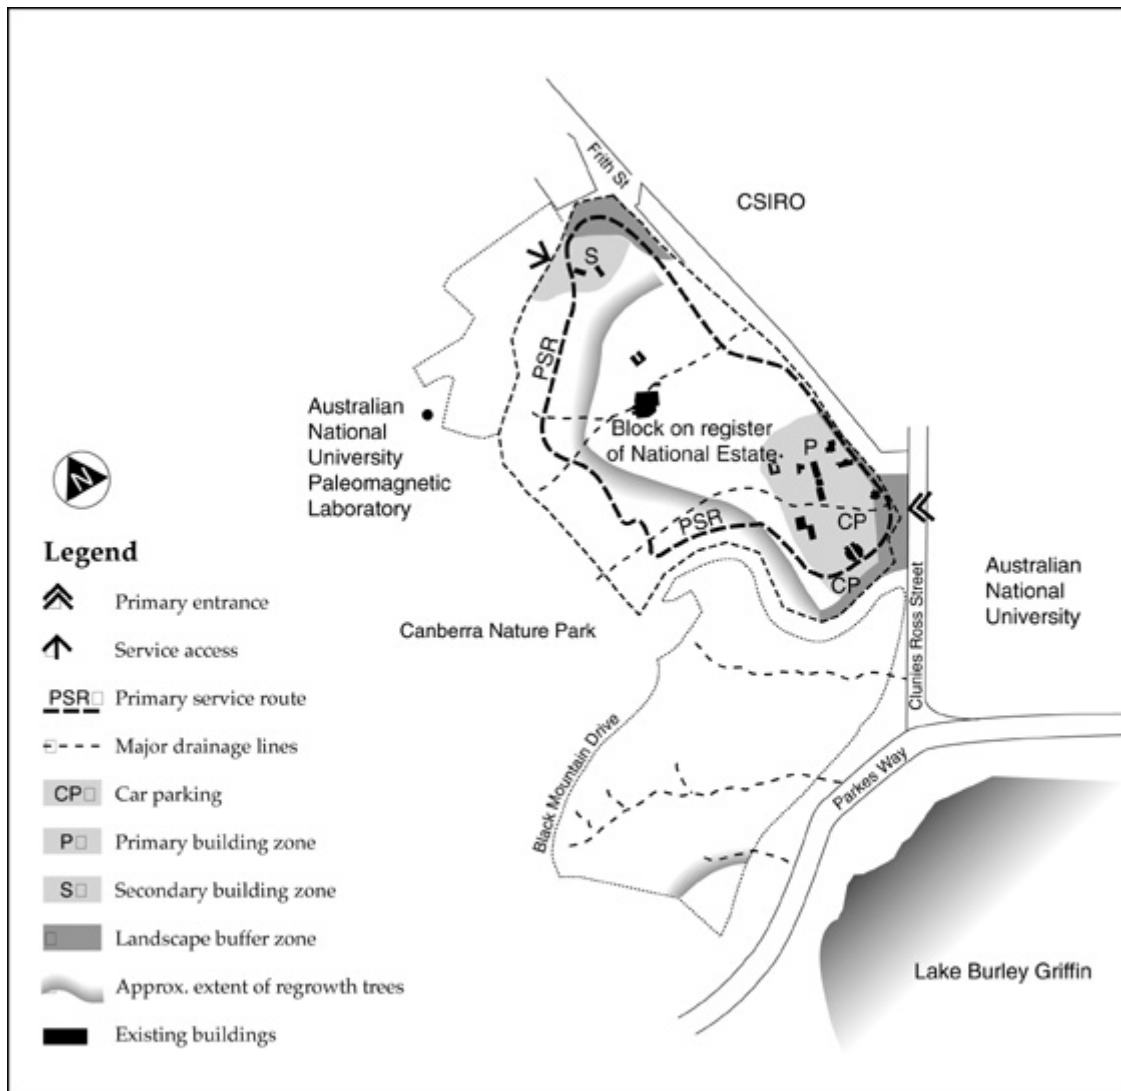 Frith St
CSIRO
S
PSR
Australian
National
University
Paleomagnetic
Laboratory
Block on register
of National Estate
P
N
PSR
CP
CP
Australian
National
University
Clunies Ross Street
Canberra Nature Park
Black Mountain Drive
Parkes Way
Lake Burley Griffin
Legend
Primary entrance
Service access
PSR Primary service route
Major drainage lines
CP Car parking
P Primary building zone
S Secondary building zone
Landscape buffer zone
Approx. extent of regrowth trees
Existing buildings